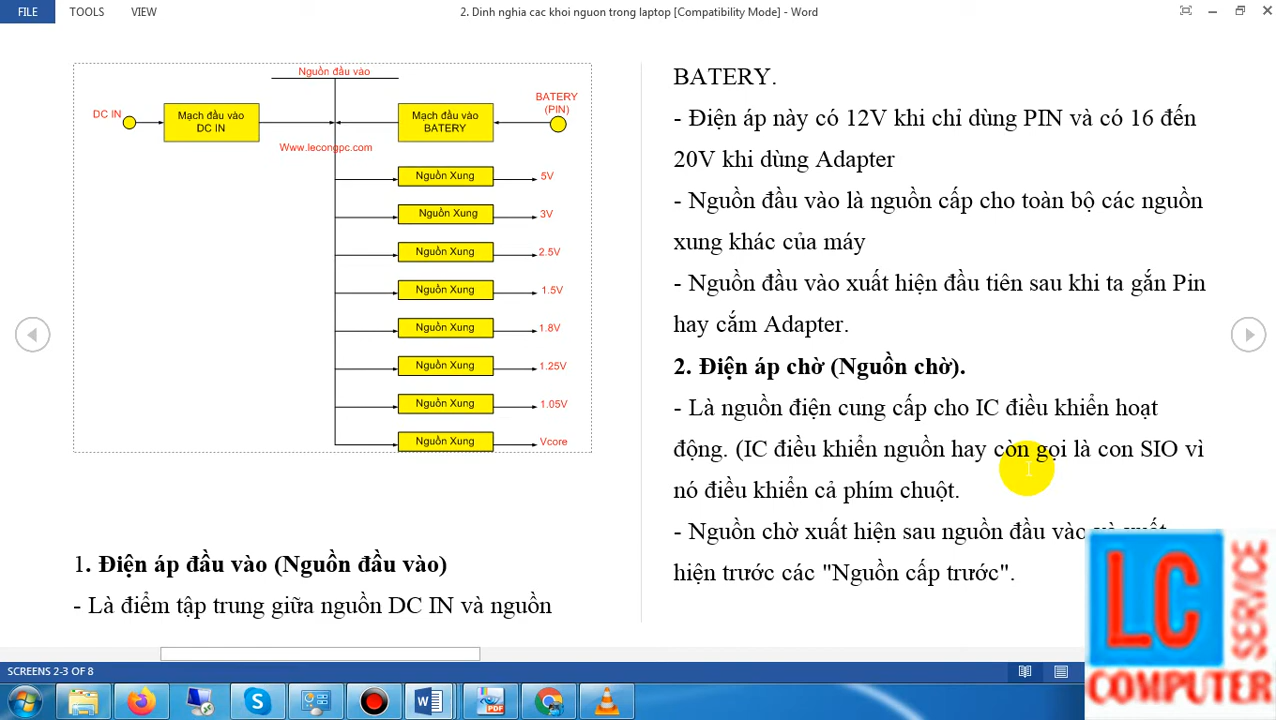 FILE TOOLS VIEW
2. Dinh nghia cac khoi nguon trong laptop [Compatibility Mode] - Word
Nguồn đầu vào
DC IN
Mạch đầu vào
DC IN
Mạch đầu vào
BATERY
BATERY
(PIN)
Www.lecongpc.com
Nguồn Xung 5V
Nguồn Xung 3V
Nguồn Xung 2.5V
Nguồn Xung 1.5V
Nguồn Xung 1.8V
Nguồn Xung 1.25V
Nguồn Xung 1.05V
Nguồn Xung Vcore
1. Điện áp đầu vào (Nguồn đầu vào)
- Là điểm tập trung giữa nguồn DC IN và nguồn
BATERY.
- Điện áp này có 12V khi chỉ dùng PIN và có 16 đến
20V khi dùng Adapter
- Nguồn đầu vào là nguồn cấp cho toàn bộ các nguồn
xung khác của máy
- Nguồn đầu vào xuất hiện đầu tiên sau khi ta gắn Pin
hay cắm Adapter.
2. Điện áp chờ (Nguồn chờ).
- Là nguồn điện cung cấp cho IC điều khiển hoạt
động. (IC điều khiển nguồn hay còn gọi là con SIO vì
nó điều khiển cả phím chuột.
- Nguồn chờ xuất hiện sau nguồn đầu vào và xuất
hiện trước các "Nguồn cấp trước".
LC
SERVICE
COMPUTER
SCREENS 2-3 OF 8